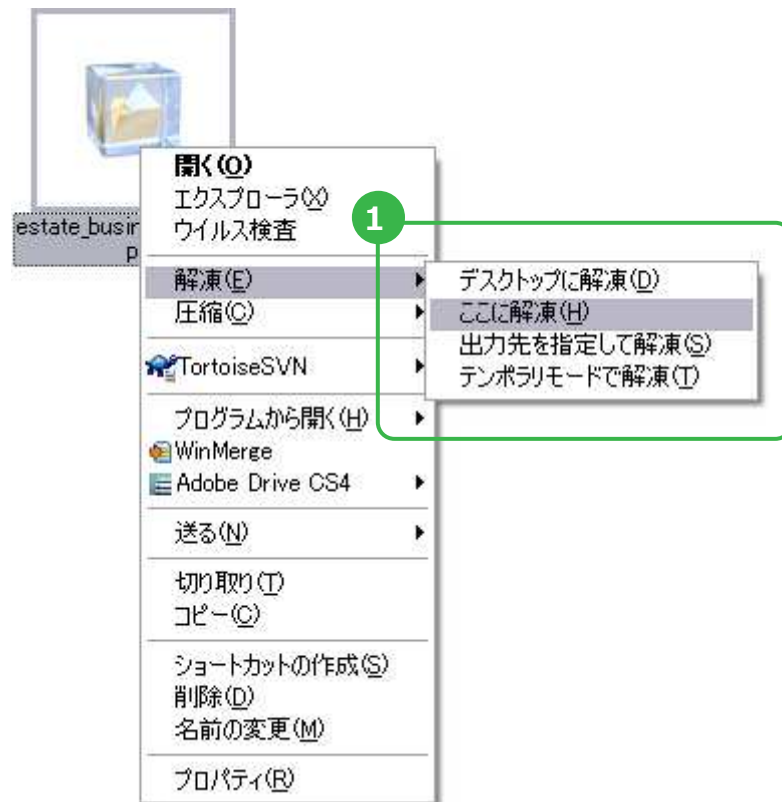 estate_busir
p
開く(O)
エクスプローラ(X)
ウイルス検査
1
解凍(E)
圧縮(C)
デスクトップに解凍(D)
ここに解凍(H)
出力先を指定して解凍(S)
テンポラリモードで解凍(T)
TortoiseSVN
プログラムから開く(H)
WinMerge
Adobe Drive CS4
送る(N)
切り取り(T)
コピー(C)
ショートカットの作成(S)
削除(D)
名前の変更(M)
プロパティ(R)